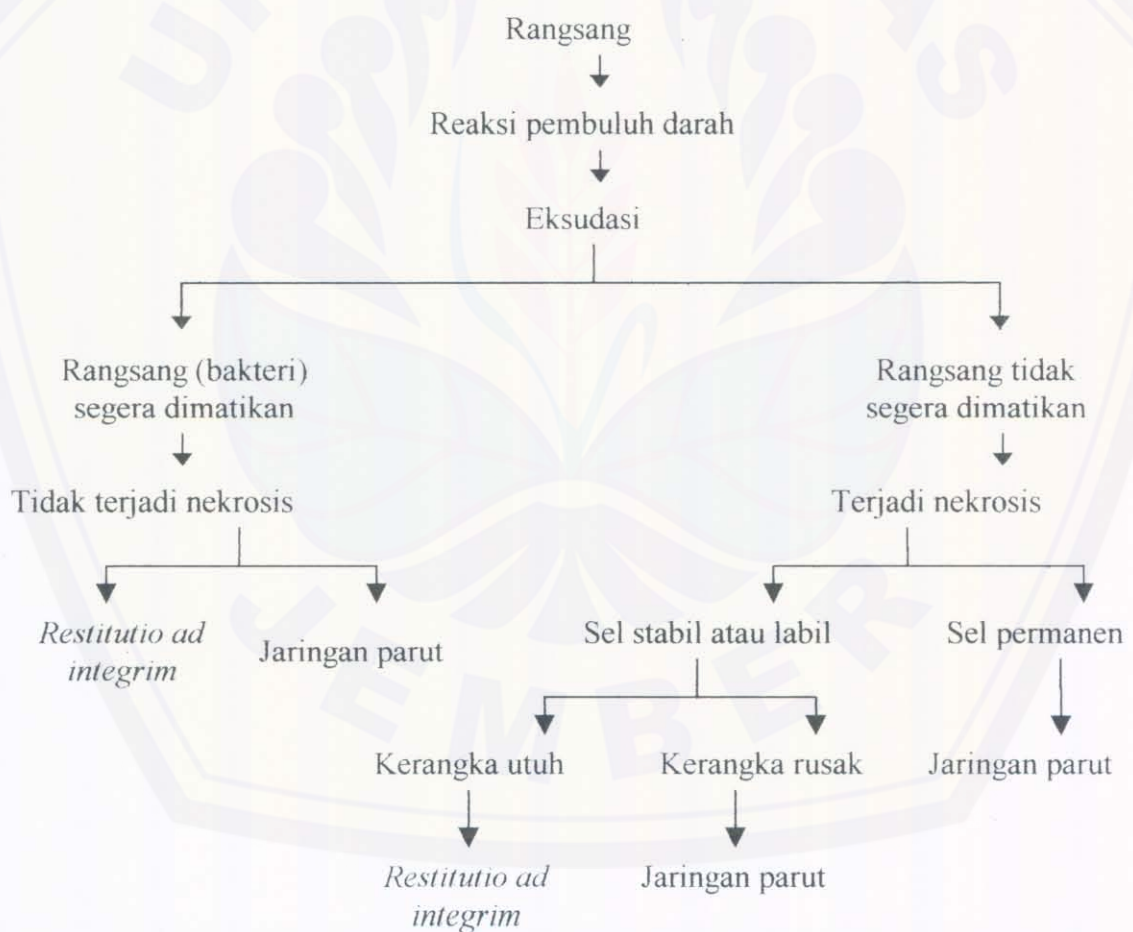 Rangsang
Reaksi pembuluh darah
Eksudasi
Rangsang (bakteri)
segera dimatikan
Rangsang tidak
segera dimatikan
Tidak terjadi nekrosis
Terjadi nekrosis
Restitutio ad
integrim
Jaringan parut
Sel stabil atau labil
Sel permanen
Kerangka utuh
Kerangka rusak
Jaringan parut
Restitutio ad
integrim
Jaringan parut
JEMBER